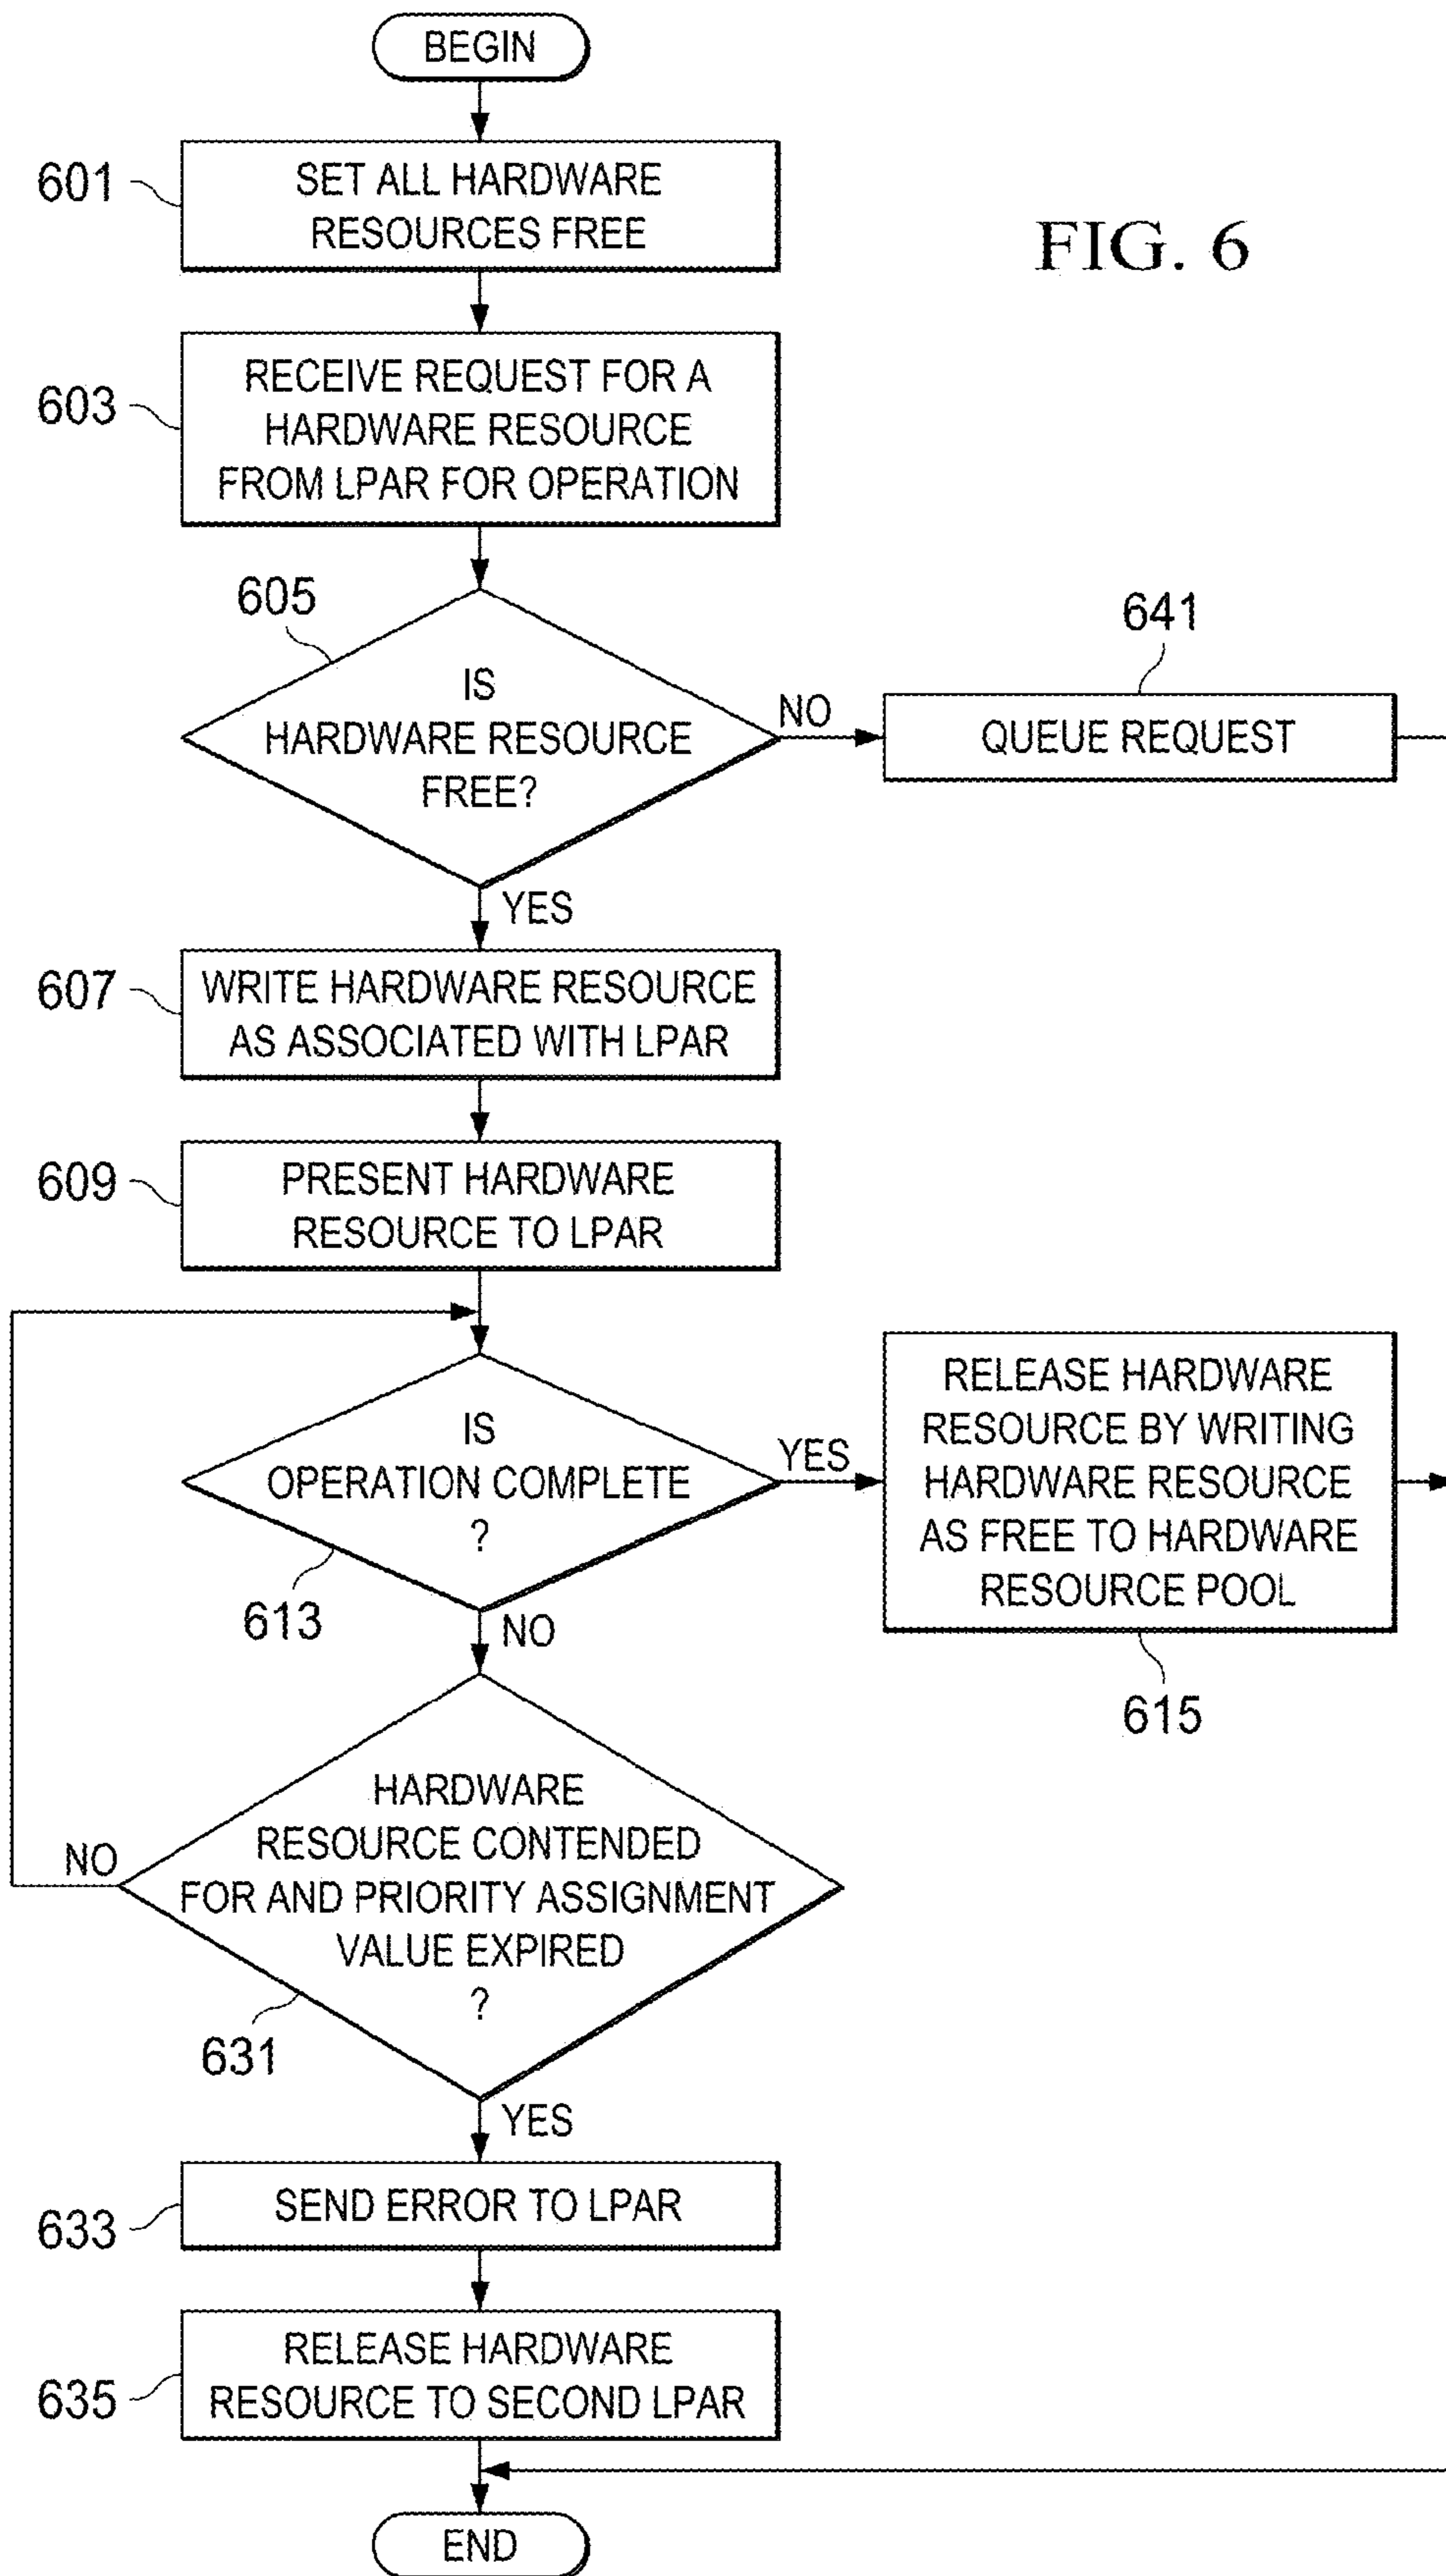 BEGIN
601
SET ALL HARDWARE
RESOURCES FREE
FIG. 6
603
RECEIVE REQUEST FOR A
HARDWARE RESOURCE
FROM LPAR FOR OPERATION
605
IS
HARDWARE RESOURCE
FREE?
NO
641
QUEUE REQUEST
YES
607
WRITE HARDWARE RESOURCE
AS ASSOCIATED WITH LPAR
609
PRESENT HARDWARE
RESOURCE TO LPAR
IS
OPERATION COMPLETE
?
613
YES
RELEASE HARDWARE
RESOURCE BY WRITING
HARDWARE RESOURCE
AS FREE TO HARDWARE
RESOURCE POOL
615
NO
HARDWARE
RESOURCE CONTENDED
FOR AND PRIORITY ASSIGNMENT
VALUE EXPIRED
?
NO
631
YES
633
SEND ERROR TO LPAR
635
RELEASE HARDWARE
RESOURCE TO SECOND LPAR
END